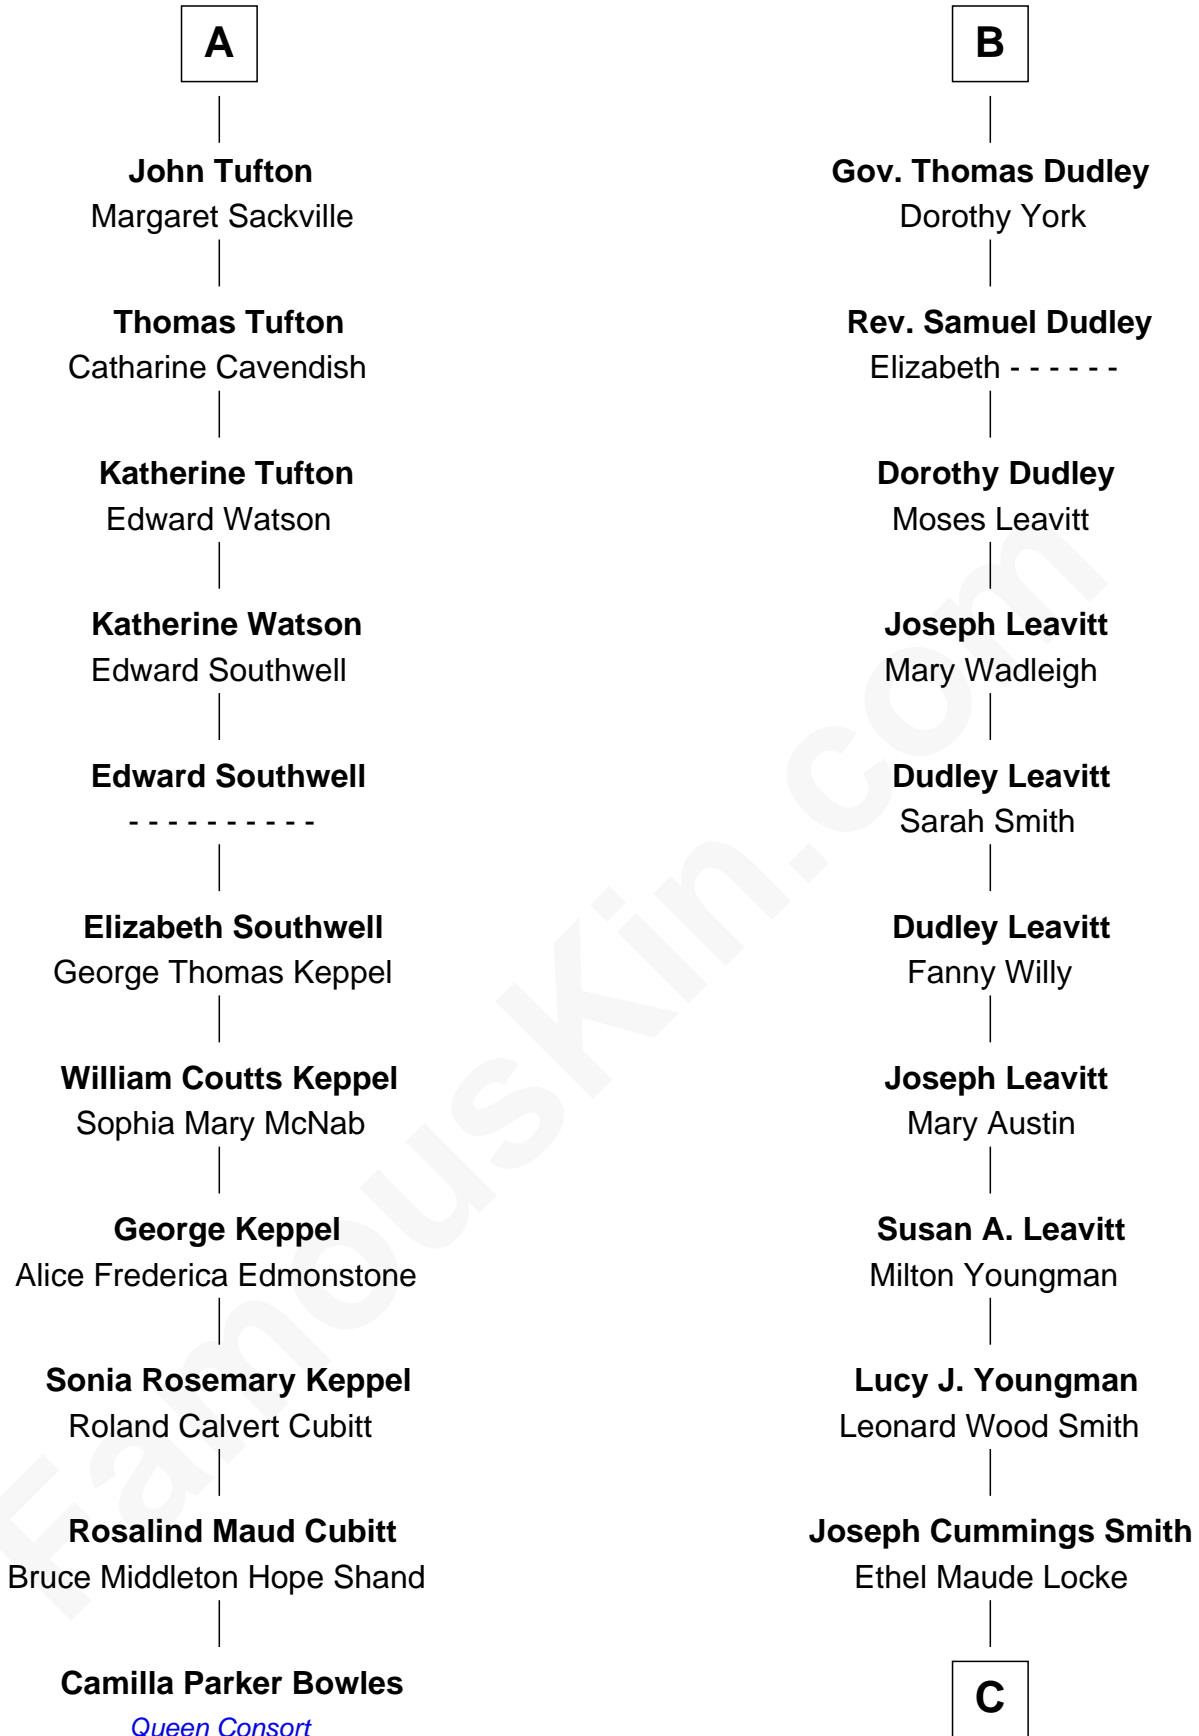 A
John Tufton
Margaret Sackville
Thomas Tufton
Catharine Cavendish
Katherine Tufton
Edward Watson
Katherine Watson
Edward Southwell
Edward Southwell
- - - - - - - - - -
Elizabeth Southwell
George Thomas Keppel
William Coutts Keppel
Sophia Mary McNab
George Keppel
Alice Frederica Edmonstone
Sonia Rosemary Keppel
Roland Calvert Cubitt
Rosalind Maud Cubitt
Bruce Middleton Hope Shand
Camilla Parker Bowles
Queen Consort
B
Gov. Thomas Dudley
Dorothy York
Rev. Samuel Dudley
Elizabeth - - - - - -
Dorothy Dudley
Moses Leavitt
Joseph Leavitt
Mary Wadleigh
Dudley Leavitt
Sarah Smith
Dudley Leavitt
Fanny Willy
Joseph Leavitt
Mary Austin
Susan A. Leavitt
Milton Youngman
Lucy J. Youngman
Leonard Wood Smith
Joseph Cummings Smith
Ethel Maude Locke
C
FamousKin.com